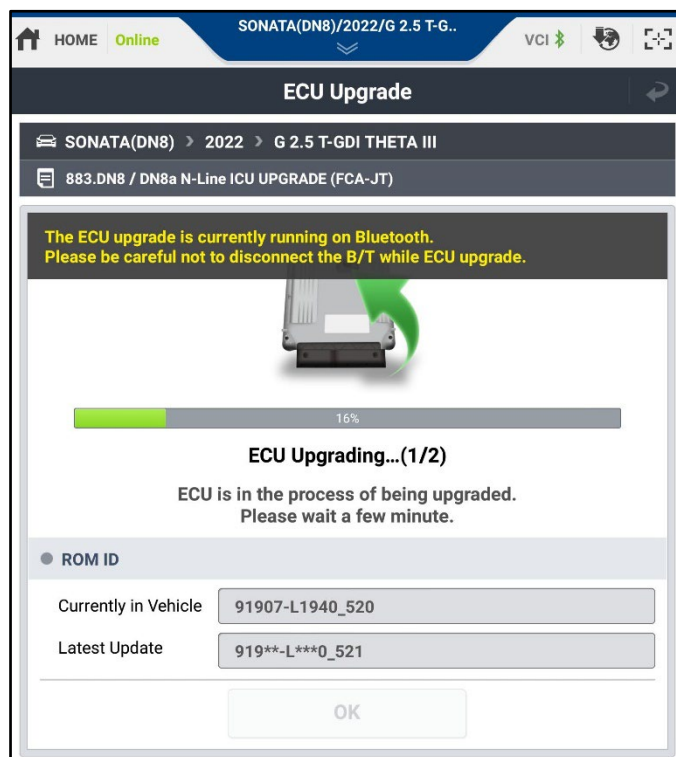 HOME Online
SONATA(DN8)/2022/G 2.5 T-G..
VCI
ECU Upgrade
SONATA(DN8) > 2022 > G 2.5 T-GDI THETA III
883.DN8 / DN8a N-Line ICU UPGRADE (FCA-JT)
The ECU upgrade is currently running on Bluetooth.
Please be careful not to disconnect the B/T while ECU upgrade.
16%
ECU Upgrading...(1/2)
ECU is in the process of being upgraded.
Please wait a few minute.
ROM ID
Currently in Vehicle 91907-L1940_520
Latest Update 919**-L***0_521
OK